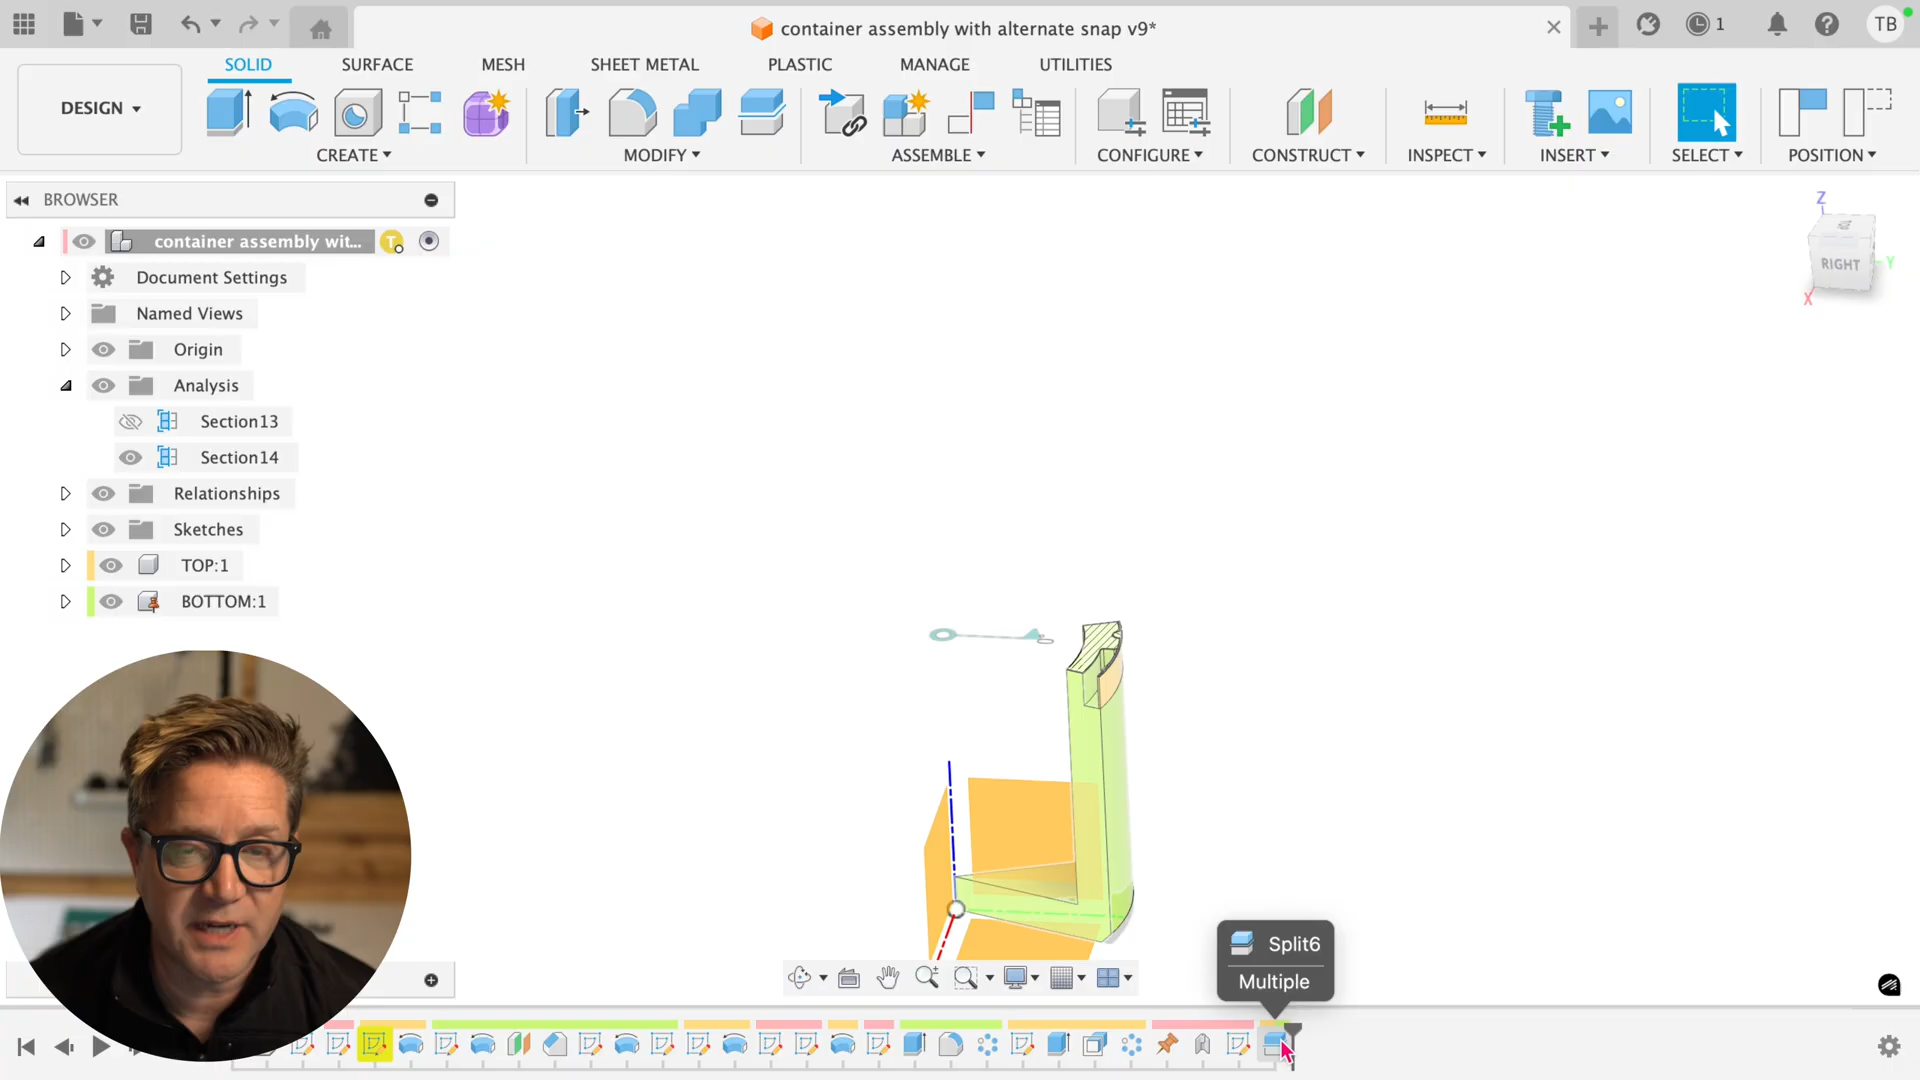 container assembly with alternate snap v9*
1
TB
DESIGN
SOLID
SURFACE
MESH
SHEET METAL
PLASTIC
MANAGE
UTILITIES
CREATE
MODIFY
ASSEMBLE
CONFIGURE
CONSTRUCT
INSPECT
INSERT
SELECT
POSITION
BROWSER
container assembly wit...
T
Document Settings
Named Views
Origin
Analysis
Section13
Section14
Relationships
Sketches
TOP:1
BOTTOM:1
Z
RIGHT
Y
X
Split6
Multiple